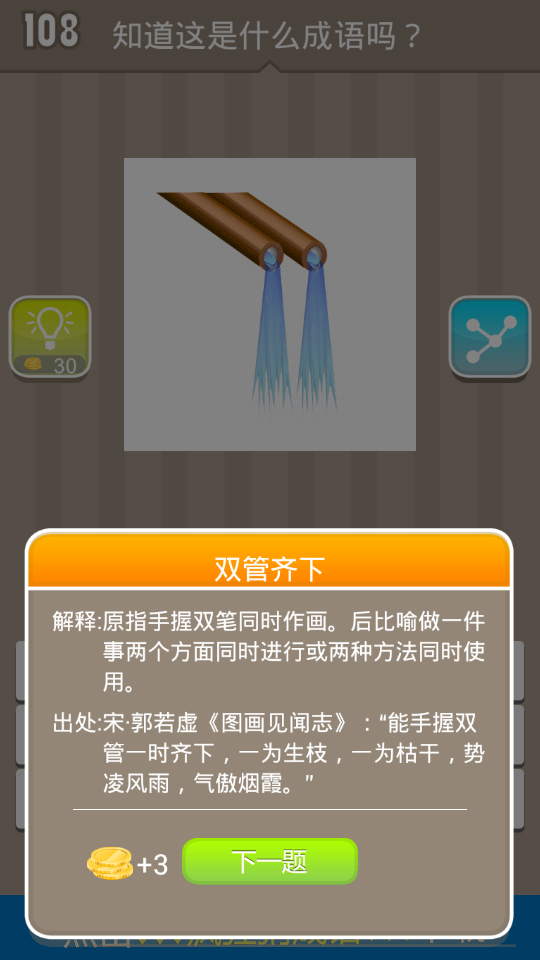 108
知道这是什么成语吗？
30
双管齐下
解释:原指手握双笔同时作画。后比喻做一件
事两个方面同时进行或两种方法同时使
用。
出处:宋·郭若虚《图画见闻志》："能手握双
管一时齐下，一为生枝，一为枯干，势
凌风雨，气傲烟霞。"
+3
下一题